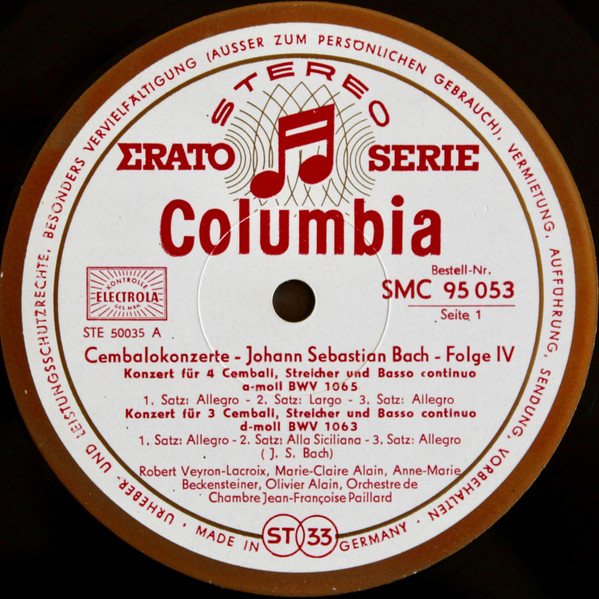 URHEBER- UND LEISTUNGSSCHUTZRECHTE, BESONDERS VERVIELFÄLTIGUNG (AUSSER ZUM PERSÖNLICHEN GEBRAUCH), VERMIETUNG, AUFFÜHRUNG, SENDUNG, VORBEHALTEN ·
STEREO
ERATO SERIE
Columbia
KONTROLLE
ELECTROLA
GES.M.B.H.
STE 50035 A
Bestell-Nr.
SMC 95 053
Seite 1
Cembalokonzerte - Johann Sebastian Bach - Folge IV
Konzert für 4 Cembali, Streicher und Basso continuo
a-moll BWV 1065
1. Satz: Allegro - 2. Satz: Largo - 3. Satz: Allegro
Konzert für 3 Cembali, Streicher und Basso continuo
d-moll BWV 1063
1. Satz: Allegro - 2. Satz: Alla Siciliana - 3. Satz: Allegro
( J. S. Bach)
Robert Veyron-Lacroix, Marie-Claire Alain, Anne-Marie
Beckensteiner, Olivier Alain, Orchestre de
Chambre Jean-Françoise Paillard
· MADE IN GERMANY ·
ST 33